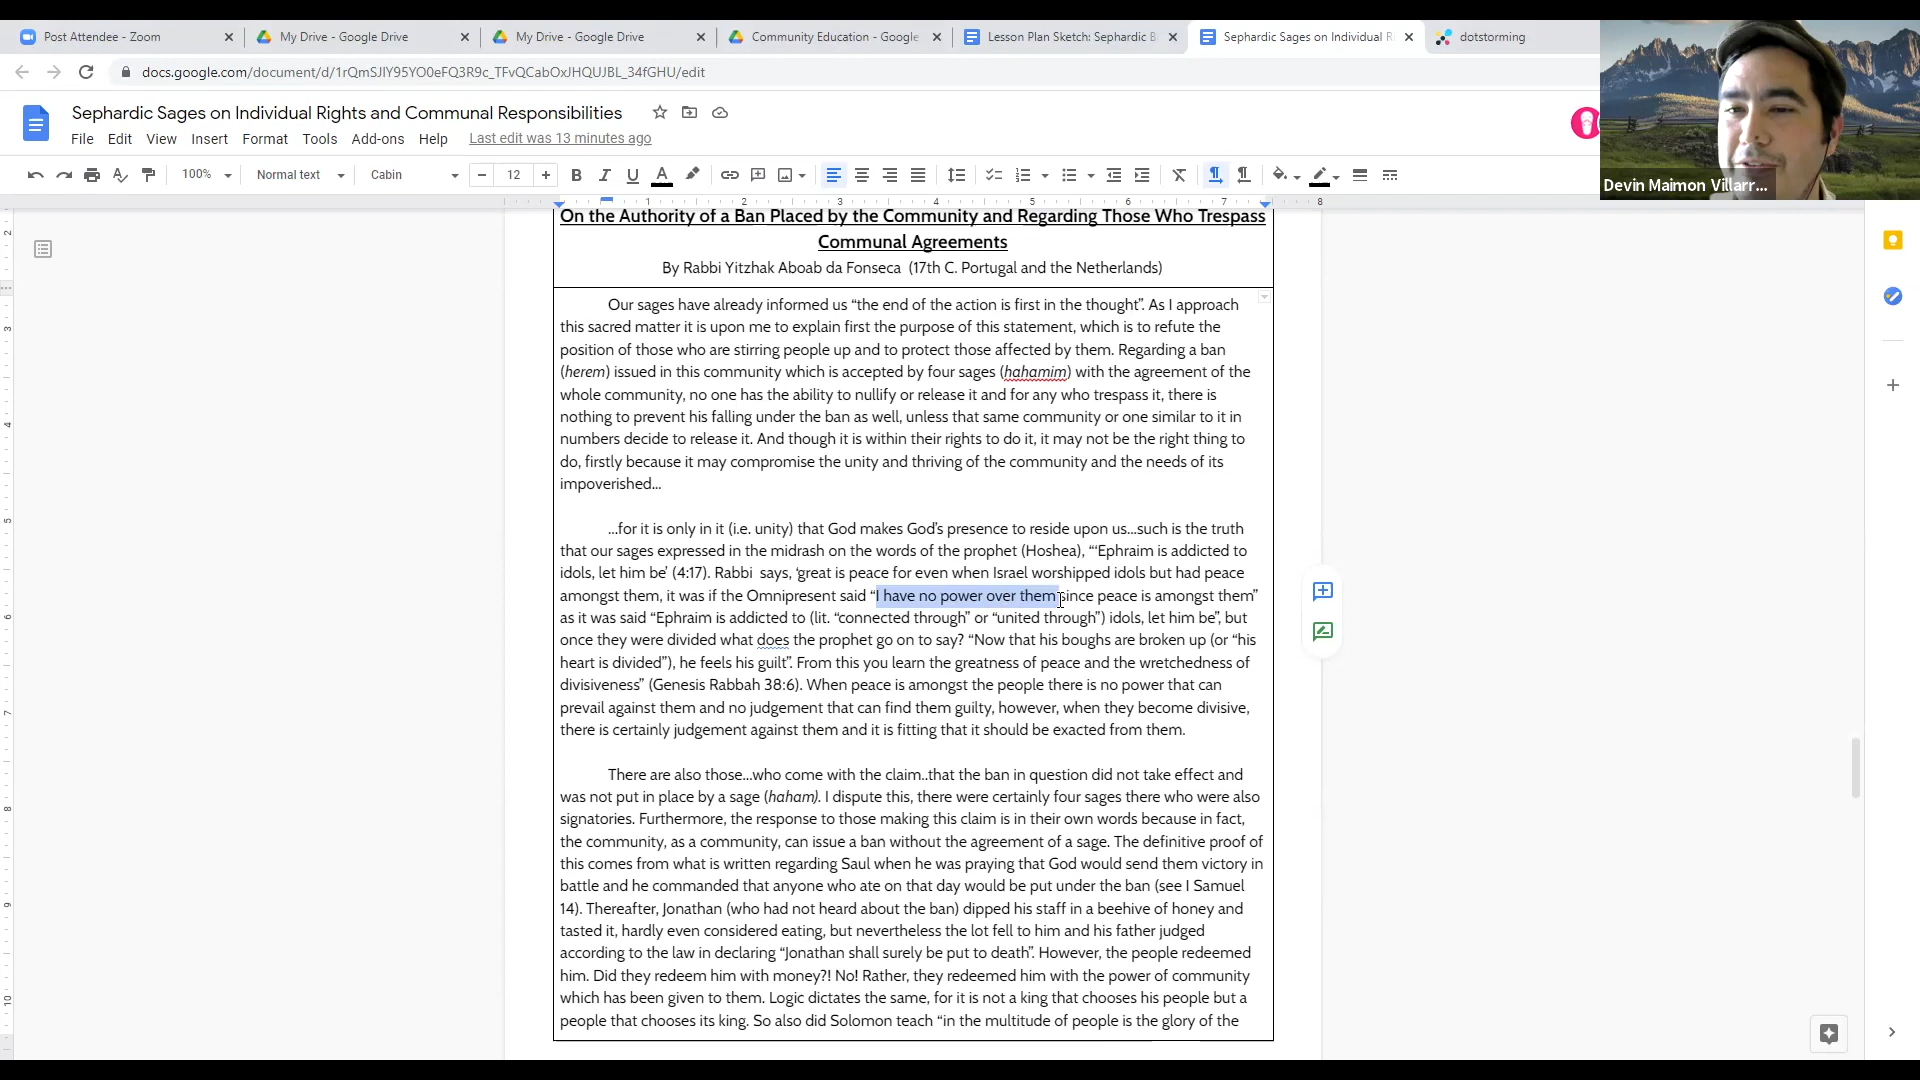 Post Attendee - Zoom
My Drive - Google Drive
My Drive - Google Drive
Community Education - Google
Lesson Plan Sketch: Sephardic B
Sephardic Sages on Individual R
dotstorming
docs.google.com/document/d/1rQmSJlY95YO0eFQ3R9c_TFvQCabOxJHQUJBL_34fGHU/edit
Sephardic Sages on Individual Rights and Communal Responsibilities
File Edit View Insert Format Tools Add-ons Help Last edit was 13 minutes ago
100% Normal text Cabin 12
Devin Maimon Villarr...
1 2 3 4 5 6 7 8
2
3
4
5
6
7
8
9
10
On the Authority of a Ban Placed by the Community and Regarding Those Who Trespass
Communal Agreements
By Rabbi Yitzhak Aboab da Fonseca (17th C. Portugal and the Netherlands)
Our sages have already informed us “the end of the action is first in the thought”. As I approach
this sacred matter it is upon me to explain first the purpose of this statement, which is to refute the
position of those who are stirring people up and to protect those affected by them. Regarding a ban
(herem) issued in this community which is accepted by four sages (hahamim) with the agreement of the
whole community, no one has the ability to nullify or release it and for any who trespass it, there is
nothing to prevent his falling under the ban as well, unless that same community or one similar to it in
numbers decide to release it. And though it is within their rights to do it, it may not be the right thing to
do, firstly because it may compromise the unity and thriving of the community and the needs of its
impoverished...
...for it is only in it (i.e. unity) that God makes God’s presence to reside upon us...such is the truth
that our sages expressed in the midrash on the words of the prophet (Hoshea), “‘Ephraim is addicted to
idols, let him be’ (4:17). Rabbi says, ‘great is peace for even when Israel worshipped idols but had peace
amongst them, it was if the Omnipresent said “I have no power over them since peace is amongst them”
as it was said “Ephraim is addicted to (lit. “connected through” or “united through”) idols, let him be”, but
once they were divided what does the prophet go on to say? “Now that his boughs are broken up (or “his
heart is divided”), he feels his guilt”. From this you learn the greatness of peace and the wretchedness of
divisiveness” (Genesis Rabbah 38:6). When peace is amongst the people there is no power that can
prevail against them and no judgement that can find them guilty, however, when they become divisive,
there is certainly judgement against them and it is fitting that it should be exacted from them.
There are also those...who come with the claim..that the ban in question did not take effect and
was not put in place by a sage (haham). I dispute this, there were certainly four sages there who were also
signatories. Furthermore, the response to those making this claim is in their own words because in fact,
the community, as a community, can issue a ban without the agreement of a sage. The definitive proof of
this comes from what is written regarding Saul when he was praying that God would send them victory in
battle and he commanded that anyone who ate on that day would be put under the ban (see I Samuel
14). Thereafter, Jonathan (who had not heard about the ban) dipped his staff in a beehive of honey and
tasted it, hardly even considered eating, but nevertheless the lot fell to him and his father judged
according to the law in declaring “Jonathan shall surely be put to death”. However, the people redeemed
him. Did they redeem him with money?! No! Rather, they redeemed him with the power of community
which has been given to them. Logic dictates the same, for it is not a king that chooses his people but a
people that chooses its king. So also did Solomon teach “in the multitude of people is the glory of the